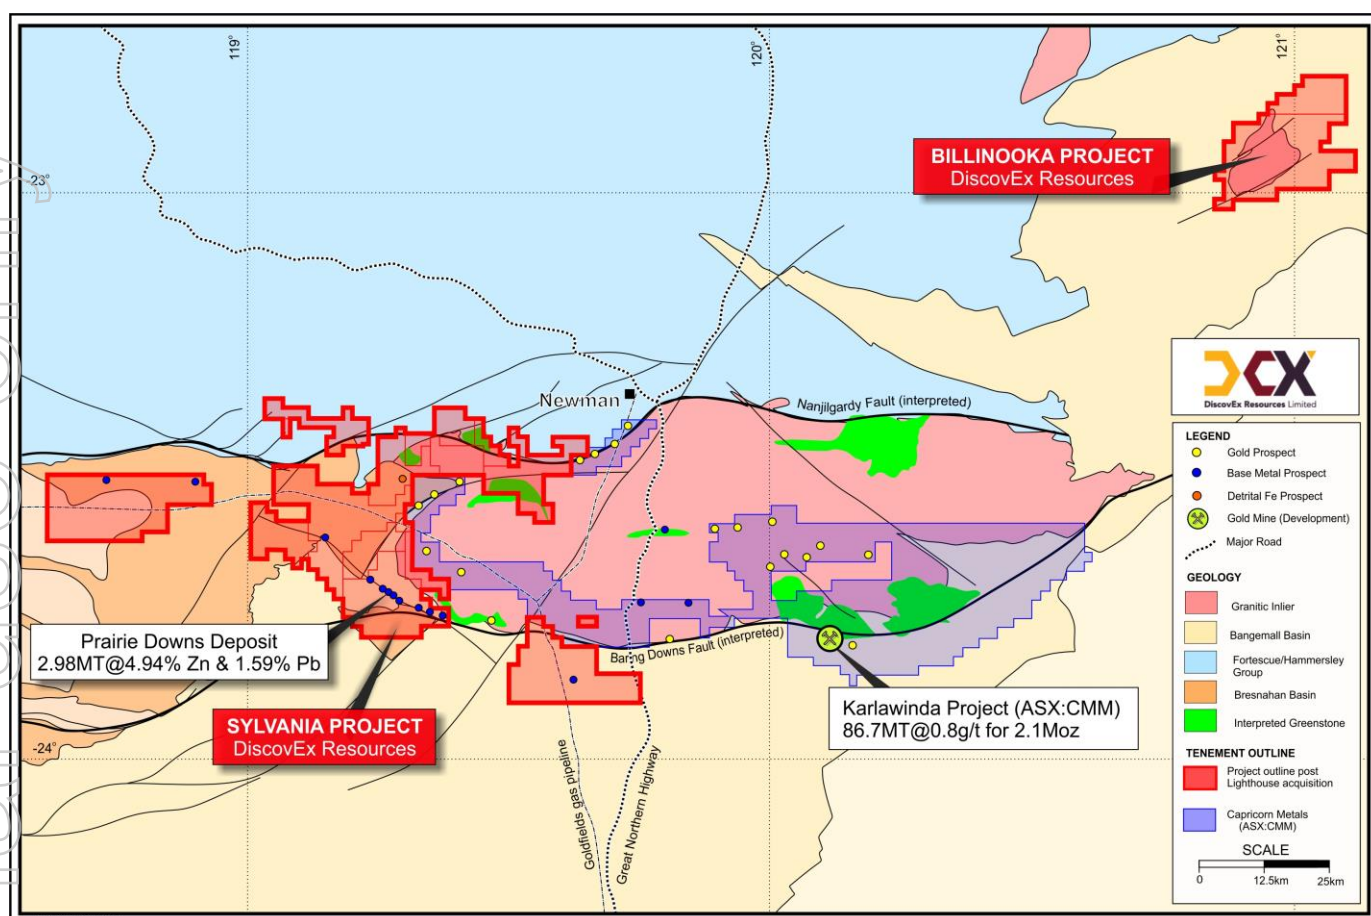 119°
120°
121°
-23°
BILLINOOKA PROJECT
DiscovEx Resources
Newman
Nanjilgardy Fault (interpreted)
Prairie Downs Deposit
2.98MT@4.94% Zn & 1.59% Pb
SYLVANIA PROJECT
DiscovEx Resources
Baring Downs Fault (interpreted)
Karlawinda Project (ASX:CMM)
86.7MT@0.8g/t for 2.1Moz
-24°
Goldfields gas pipeline
Great Northern Highway
DCX
DiscovEx Resources Limited
LEGEND
Gold Prospect
Base Metal Prospect
Detrital Fe Prospect
Gold Mine (Development)
Major Road
GEOLOGY
Granitic Inlier
Bangemall Basin
Fortescue/Hammersley
Group
Bresnahan Basin
Interpreted Greenstone
TENEMENT OUTLINE
Project outline post
Lighthouse acquisition
Capricorn Metals
(ASX:CMM)
SCALE
0 12.5km 25km